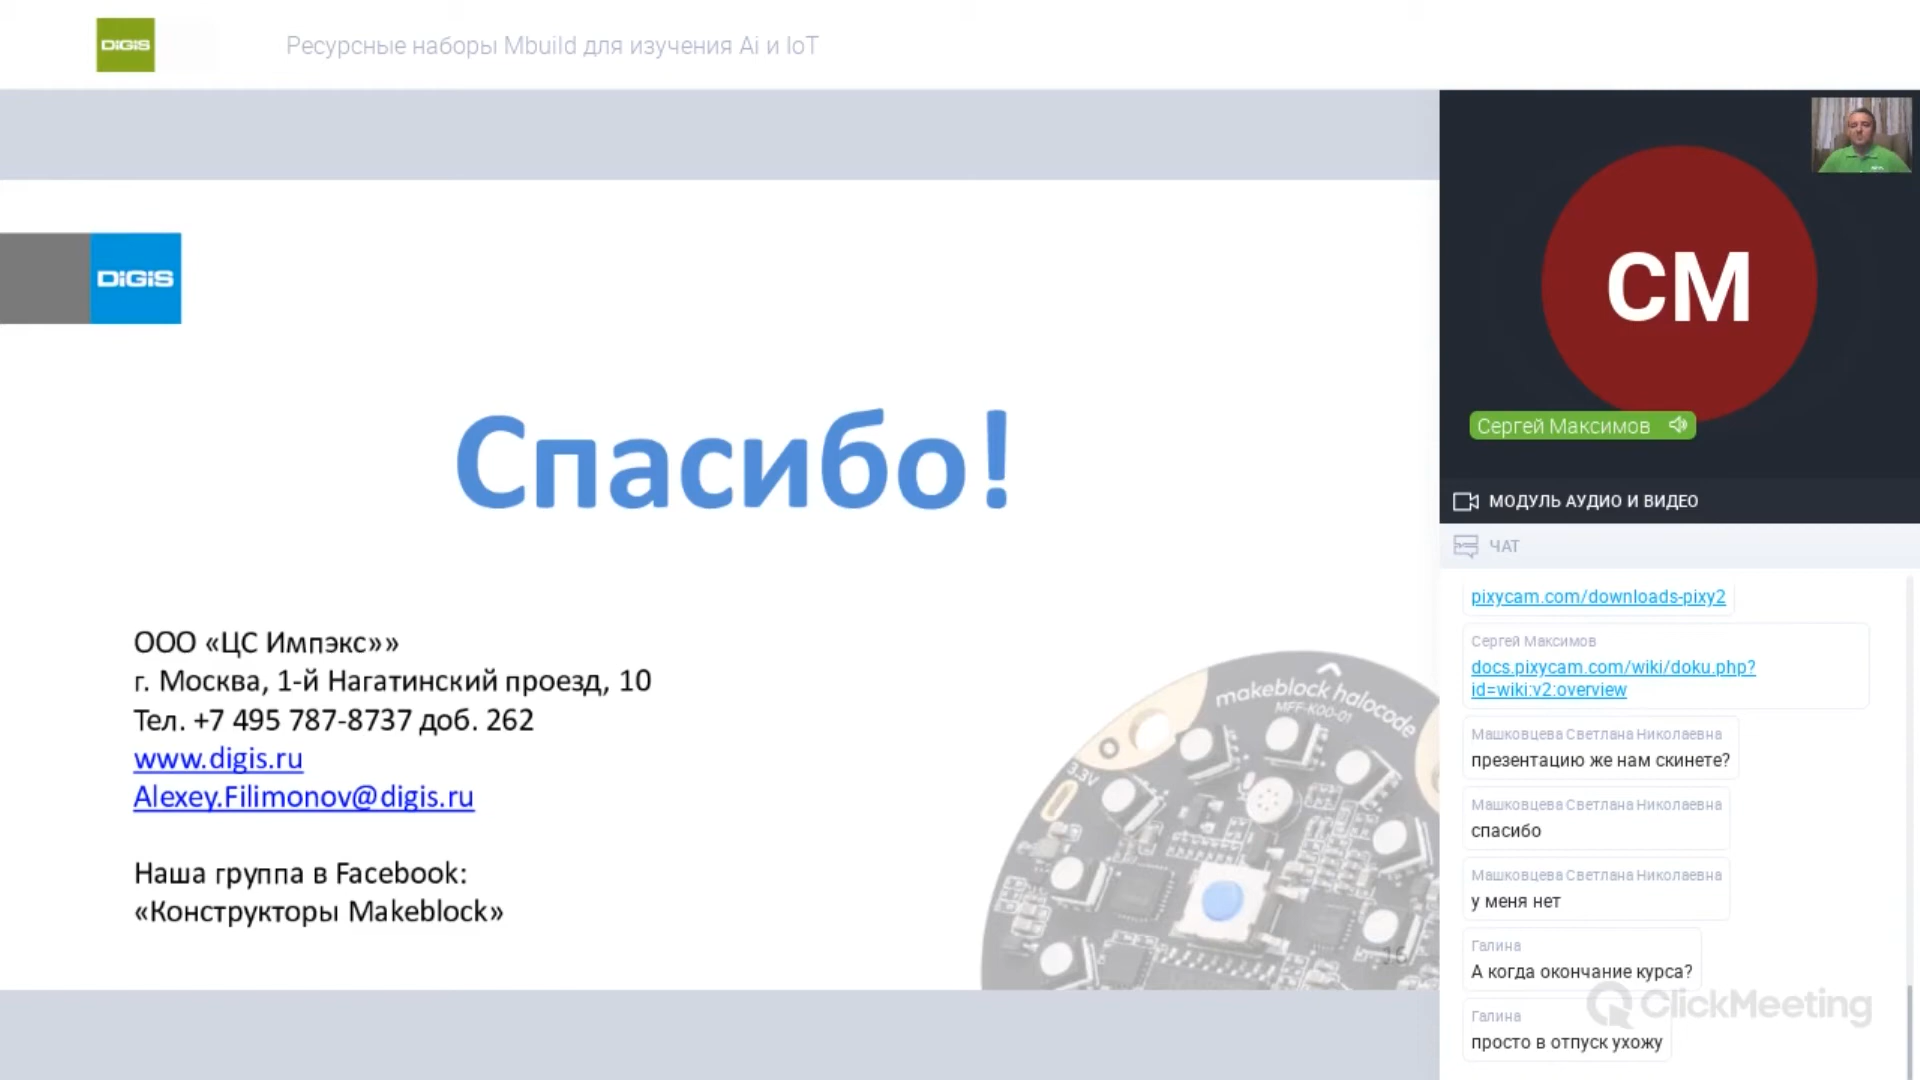 DiGiS
Ресурсные наборы Mbuild для изучения Ai и IoT
DiGiS
Спасибо!
ООО «ЦС Импэкс»»
г. Москва, 1-й Нагатинский проезд, 10
Тел. +7 495 787-8737 доб. 262
www.digis.ru
Alexey.Filimonov@digis.ru
Наша группа в Facebook:
«Конструкторы Makeblock»
makeblock halocode
MFF-K00-01
3.3V
16
СМ
Сергей Максимов
МОДУЛЬ АУДИО И ВИДЕО
ЧАТ
pixycam.com/downloads-pixy2
Сергей Максимов
docs.pixycam.com/wiki/doku.php?
id=wiki:v2:overview
Машковцева Светлана Николаевна
презентацию же нам скинете?
Машковцева Светлана Николаевна
спасибо
Машковцева Светлана Николаевна
у меня нет
Галина
А когда окончание курса?
Галина
просто в отпуск ухожу
ClickMeeting